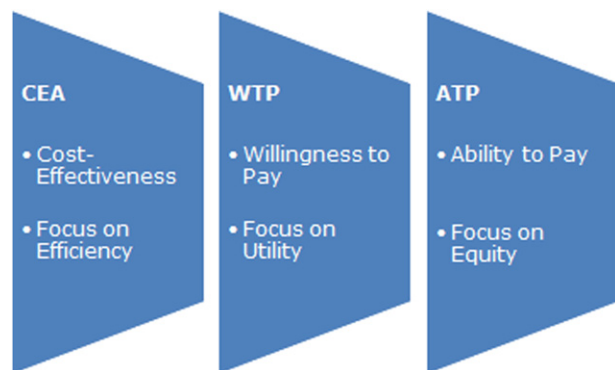 CEA
• Cost-
Effectiveness
• Focus on
Efficiency
WTP
• Willingness to
Pay
• Focus on
Utility
ATP
• Ability to Pay
• Focus on
Equity